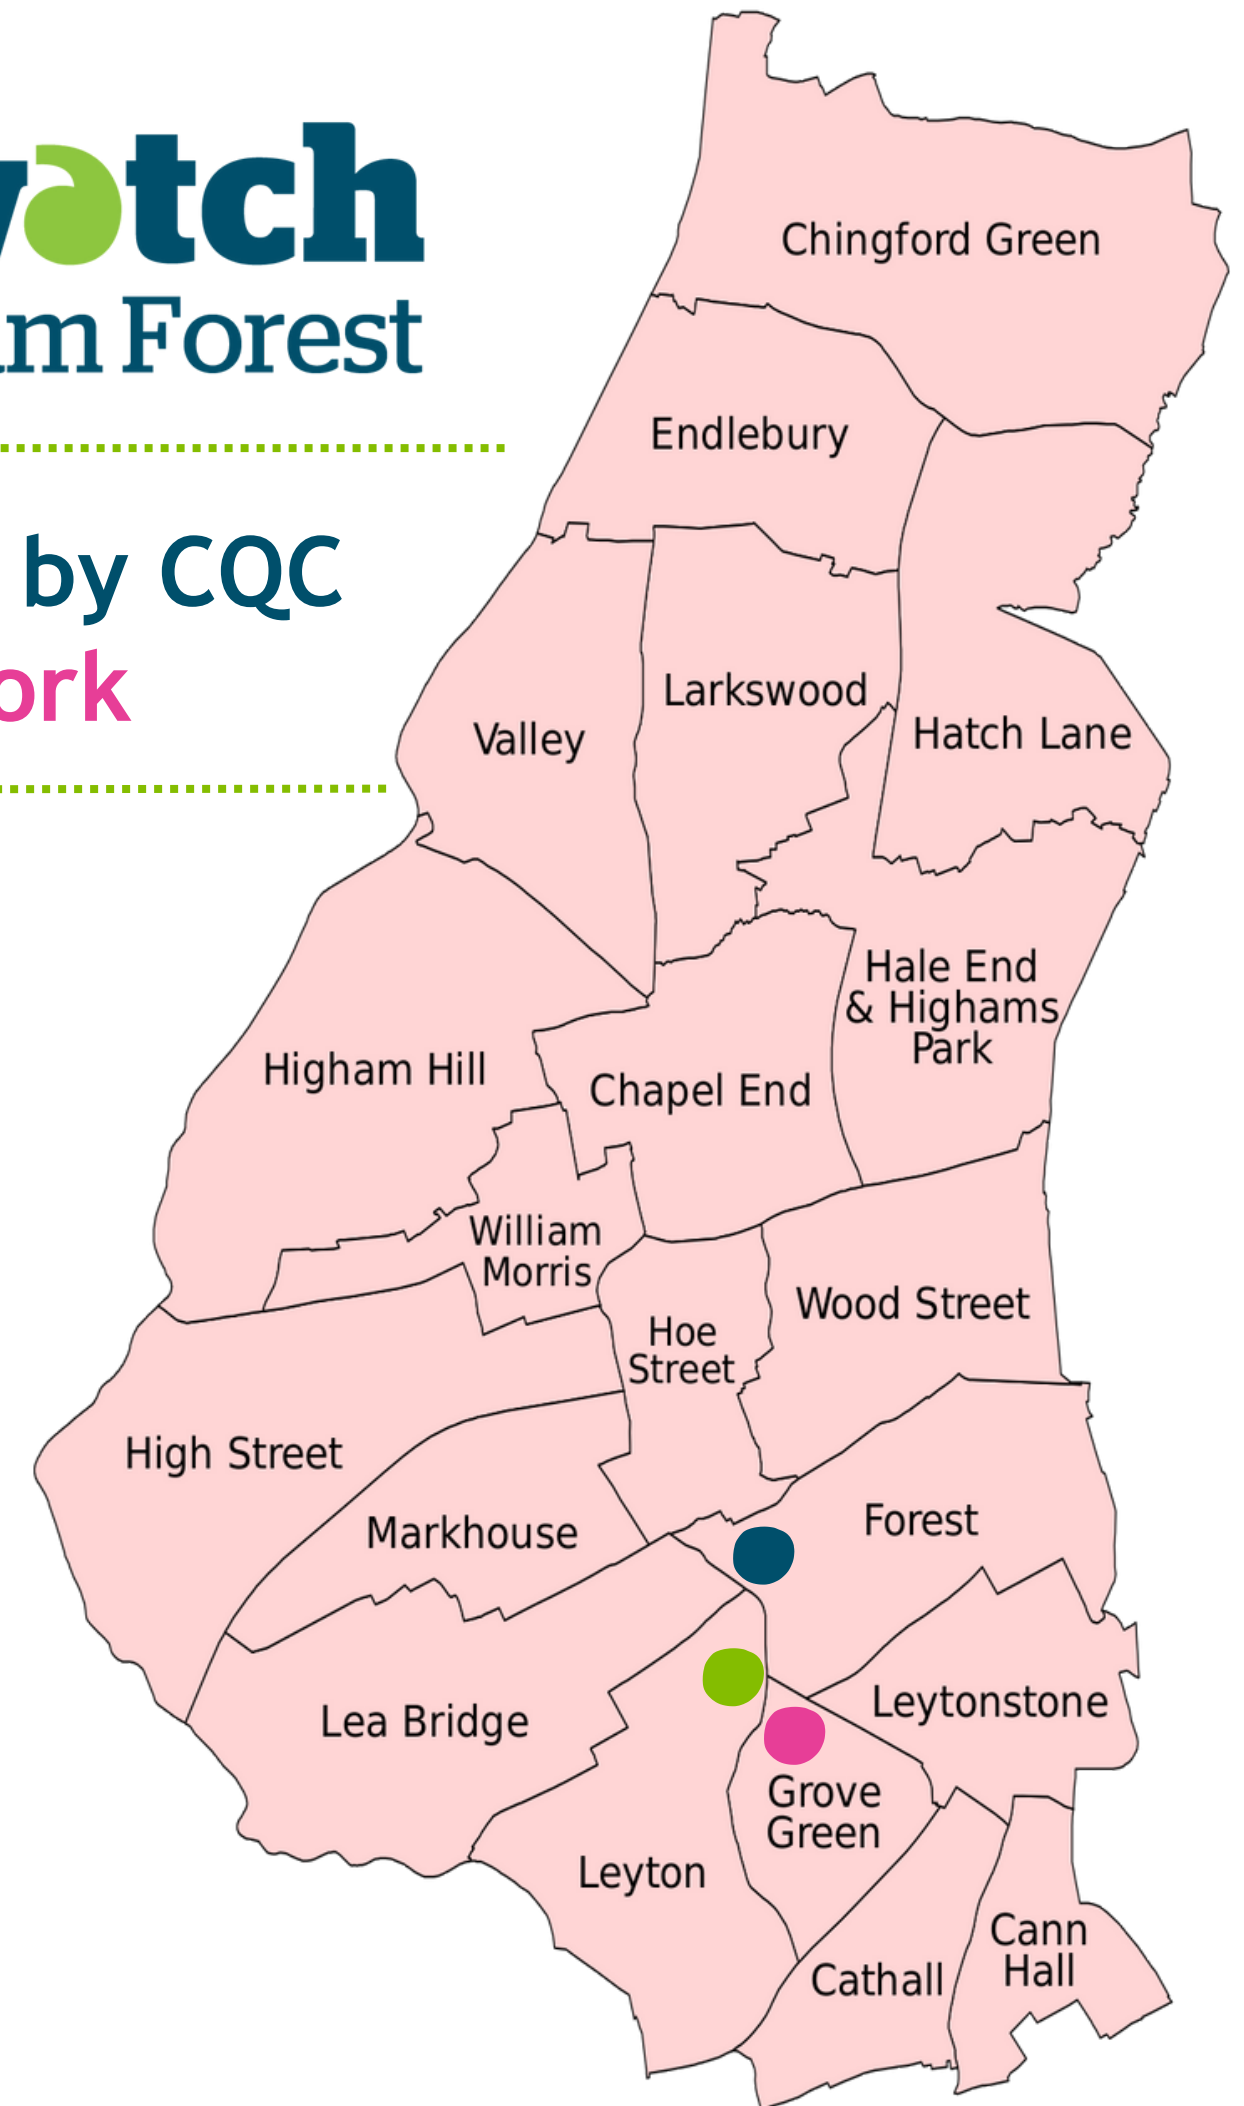 atch
m Forest
by CQC
ork
Chingford Green
Endlebury
Larkswood
Valley
Hatch Lane
Hale End
& Highams
Park
Higham Hill
Chapel End
William
Morris
Wood Street
Hoe
Street
High Street
Markhouse
Forest
Lea Bridge
Leytonstone
Grove
Green
Leyton
Cann
Hall
Cathall